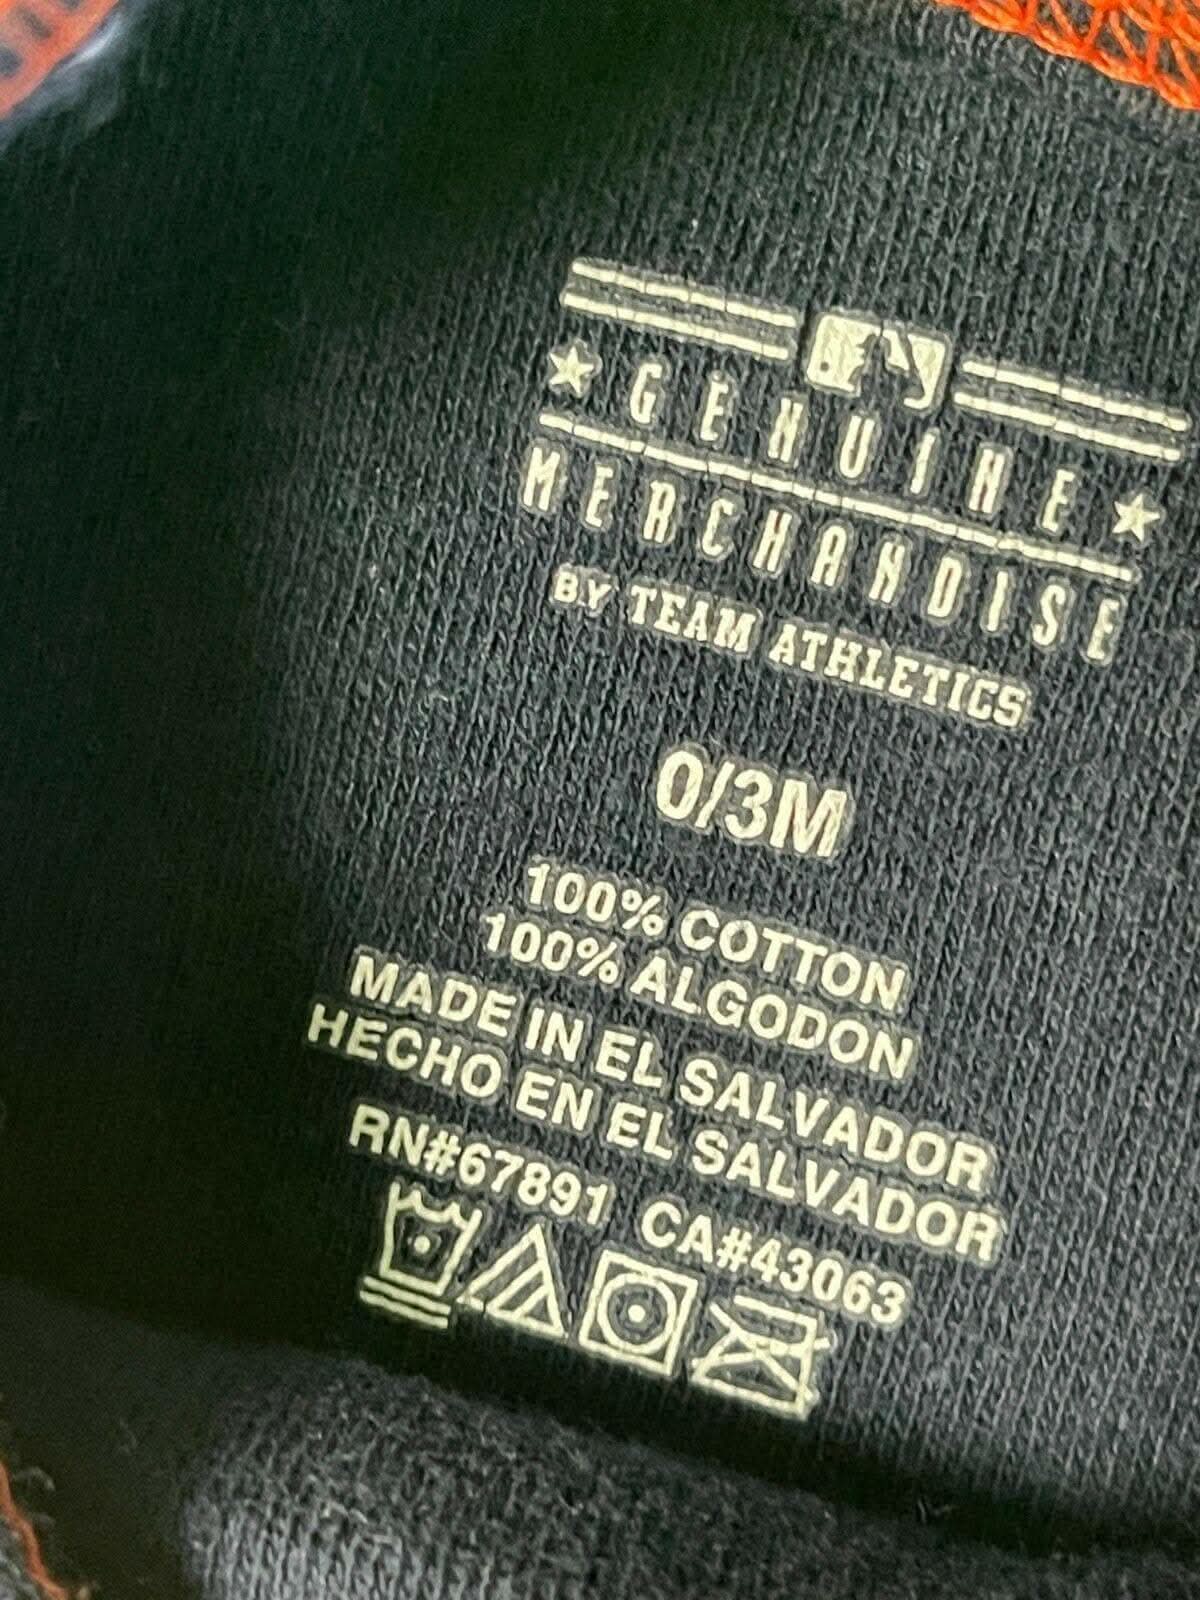 GENUINE
MERCHANDISE
BY TEAM ATHLETICS
0/3M
100% COTTON
100% ALGODON
MADE IN EL SALVADOR
HECHO EN EL SALVADOR
RN#67891 CA#43063